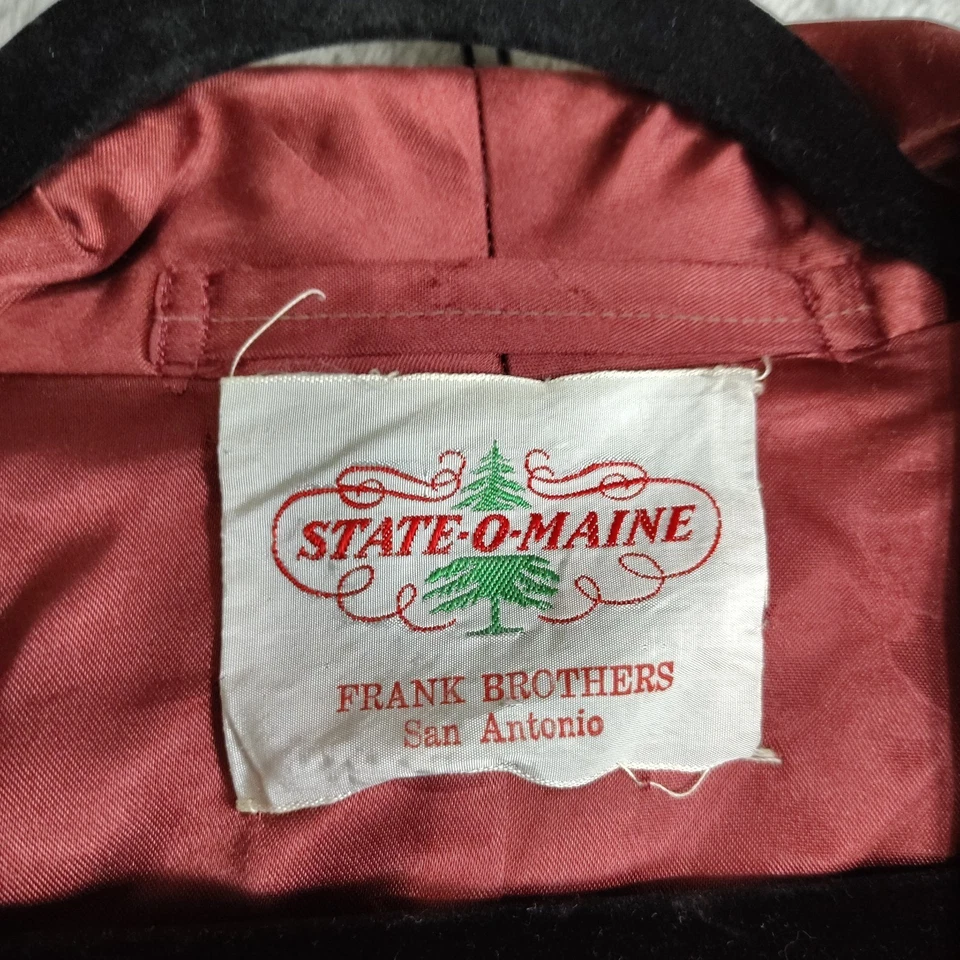 STATE-O-MAINE
FRANK BROTHERS
San Antonio